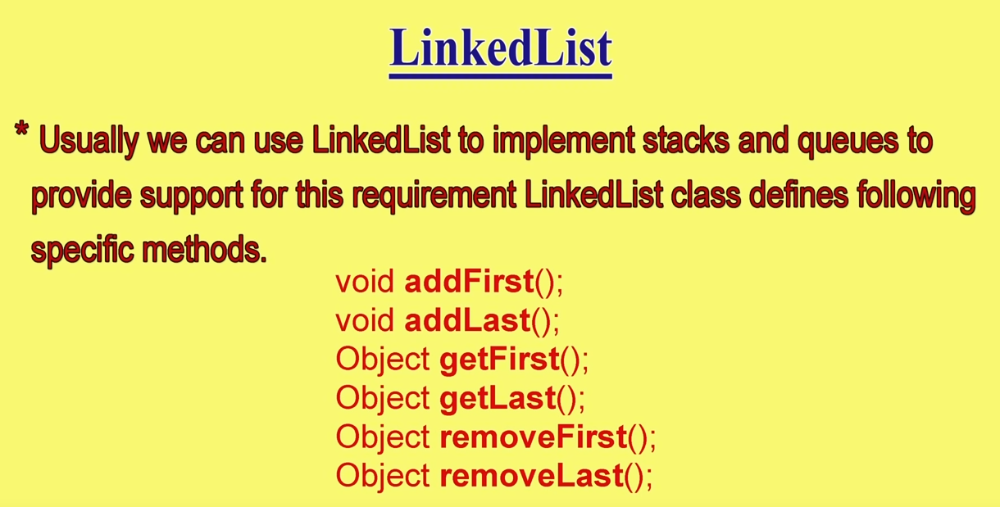 LinkedList
* Usually we can use LinkedList to implement stacks and queues to
provide support for this requirement LinkedList class defines following
specific methods.
void addFirst();
void addLast();
Object getFirst();
Object getLast();
Object removeFirst();
Object removeLast();